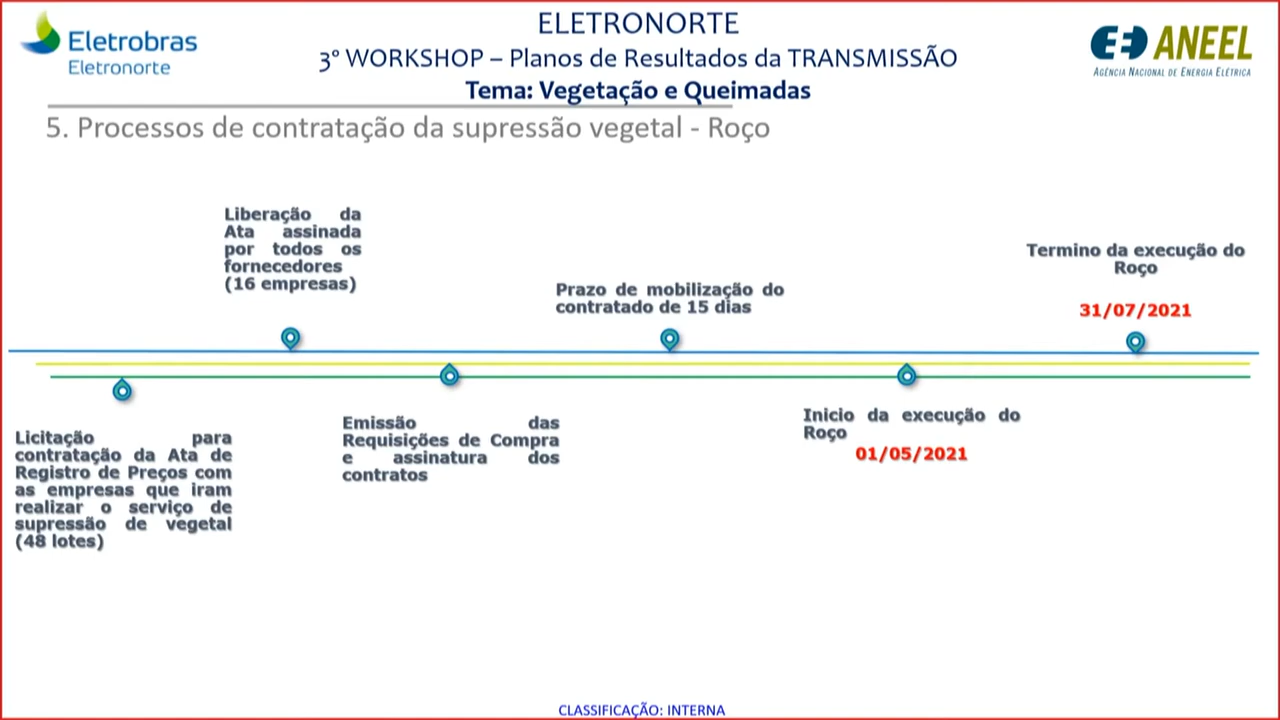 Eletrobras
Eletronorte
ELETRONORTE
3º WORKSHOP – Planos de Resultados da TRANSMISSÃO
Tema: Vegetação e Queimadas
ANEEL
AGÊNCIA NACIONAL DE ENERGIA ELÉTRICA
5. Processos de contratação da supressão vegetal - Roço
Liberação da
Ata assinada
por todos os
fornecedores
(16 empresas)
Prazo de mobilização do
contratado de 15 dias
Termino da execução do
Roço
31/07/2021
Licitação para
contratação da Ata de
Registro de Preços com
as empresas que iram
realizar o serviço de
supressão de vegetal
(48 lotes)
Emissão das
Requisições de Compra
e assinatura dos
contratos
Inicio da execução do
Roço
01/05/2021
CLASSIFICAÇÃO: INTERNA